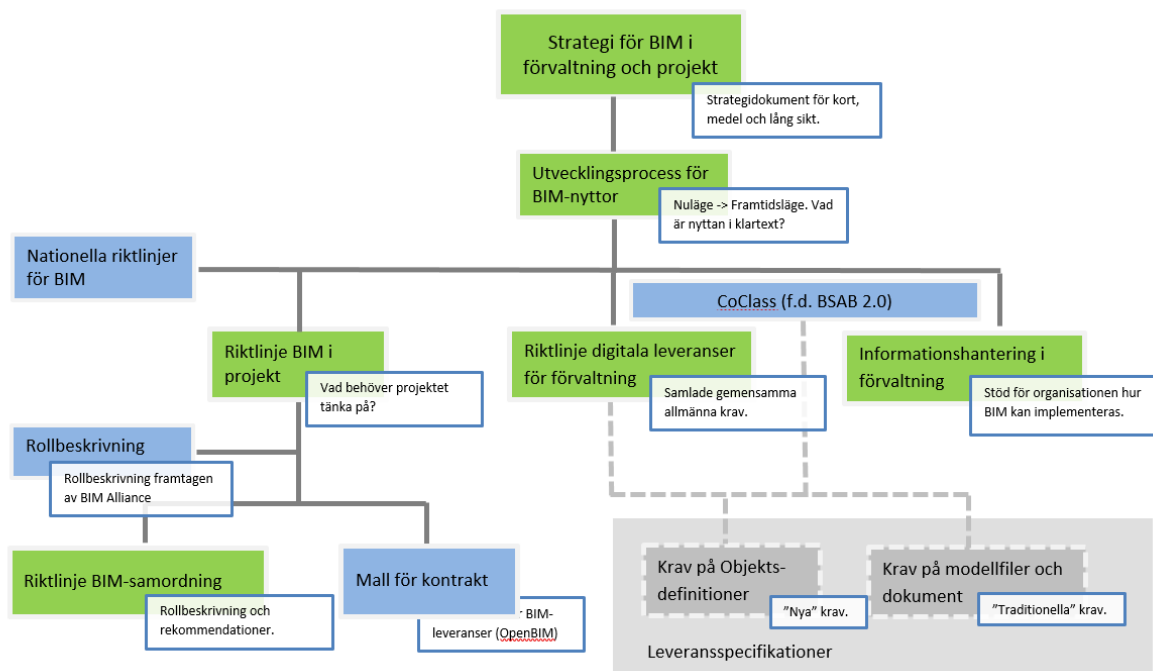 Strategi för BIM i
förvaltning och projekt
Strategidokument för kort,
medel och lång sikt.
Utvecklingsprocess för
BIM-nyttor
Nuläge -> Framtidsläge. Vad
är nyttan i klartext?
Nationella riktlinjer
för BIM
CoClass (f.d. BSAB 2.0)
Riktlinje BIM i
projekt
Vad behöver projektet
tänka på?
Riktlinje digitala leveranser
för förvaltning
Samlade gemensamma
allmänna krav.
Informationshantering i
förvaltning
Stöd för organisationen hur
BIM kan implementeras.
Rollbeskrivning
Rollbeskrivning framtagen
av BIM Alliance
Riktlinje BIM-samordning
Rollbeskrivning och
rekommendationer.
Mall för kontrakt
BIM-
leveranser (OpenBIM)
Krav på Objekts-
definitioner
”Nya” krav.
Krav på modellfiler och
dokument
”Traditionella” krav.
Leveransspecifikationer